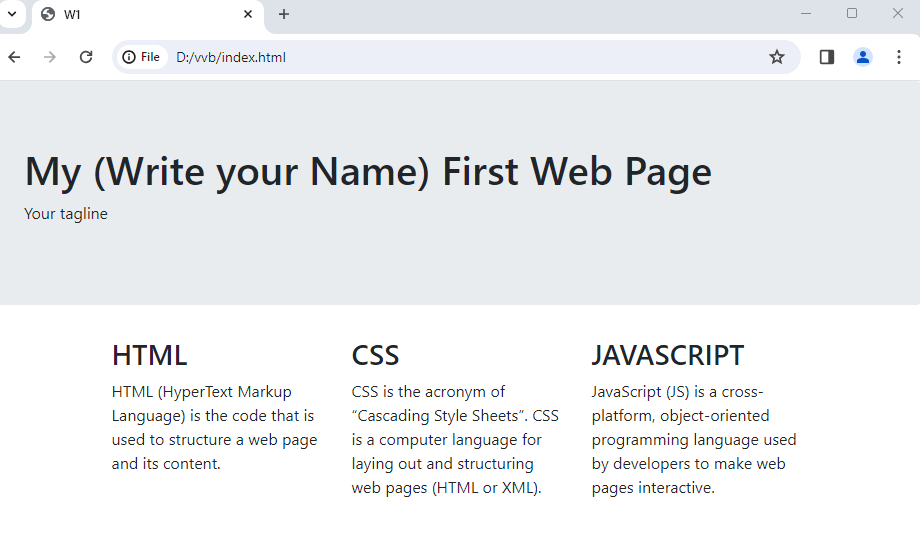 W1
File
D:/vvb/index.html
My (Write your Name) First Web Page
Your tagline
HTML
HTML (HyperText Markup
Language) is the code that is
used to structure a web page
and its content.
CSS
CSS is the acronym of
“Cascading Style Sheets”. CSS
is a computer language for
laying out and structuring
web pages (HTML or XML).
JAVASCRIPT
JavaScript (JS) is a cross-
platform, object-oriented
programming language used
by developers to make web
pages interactive.